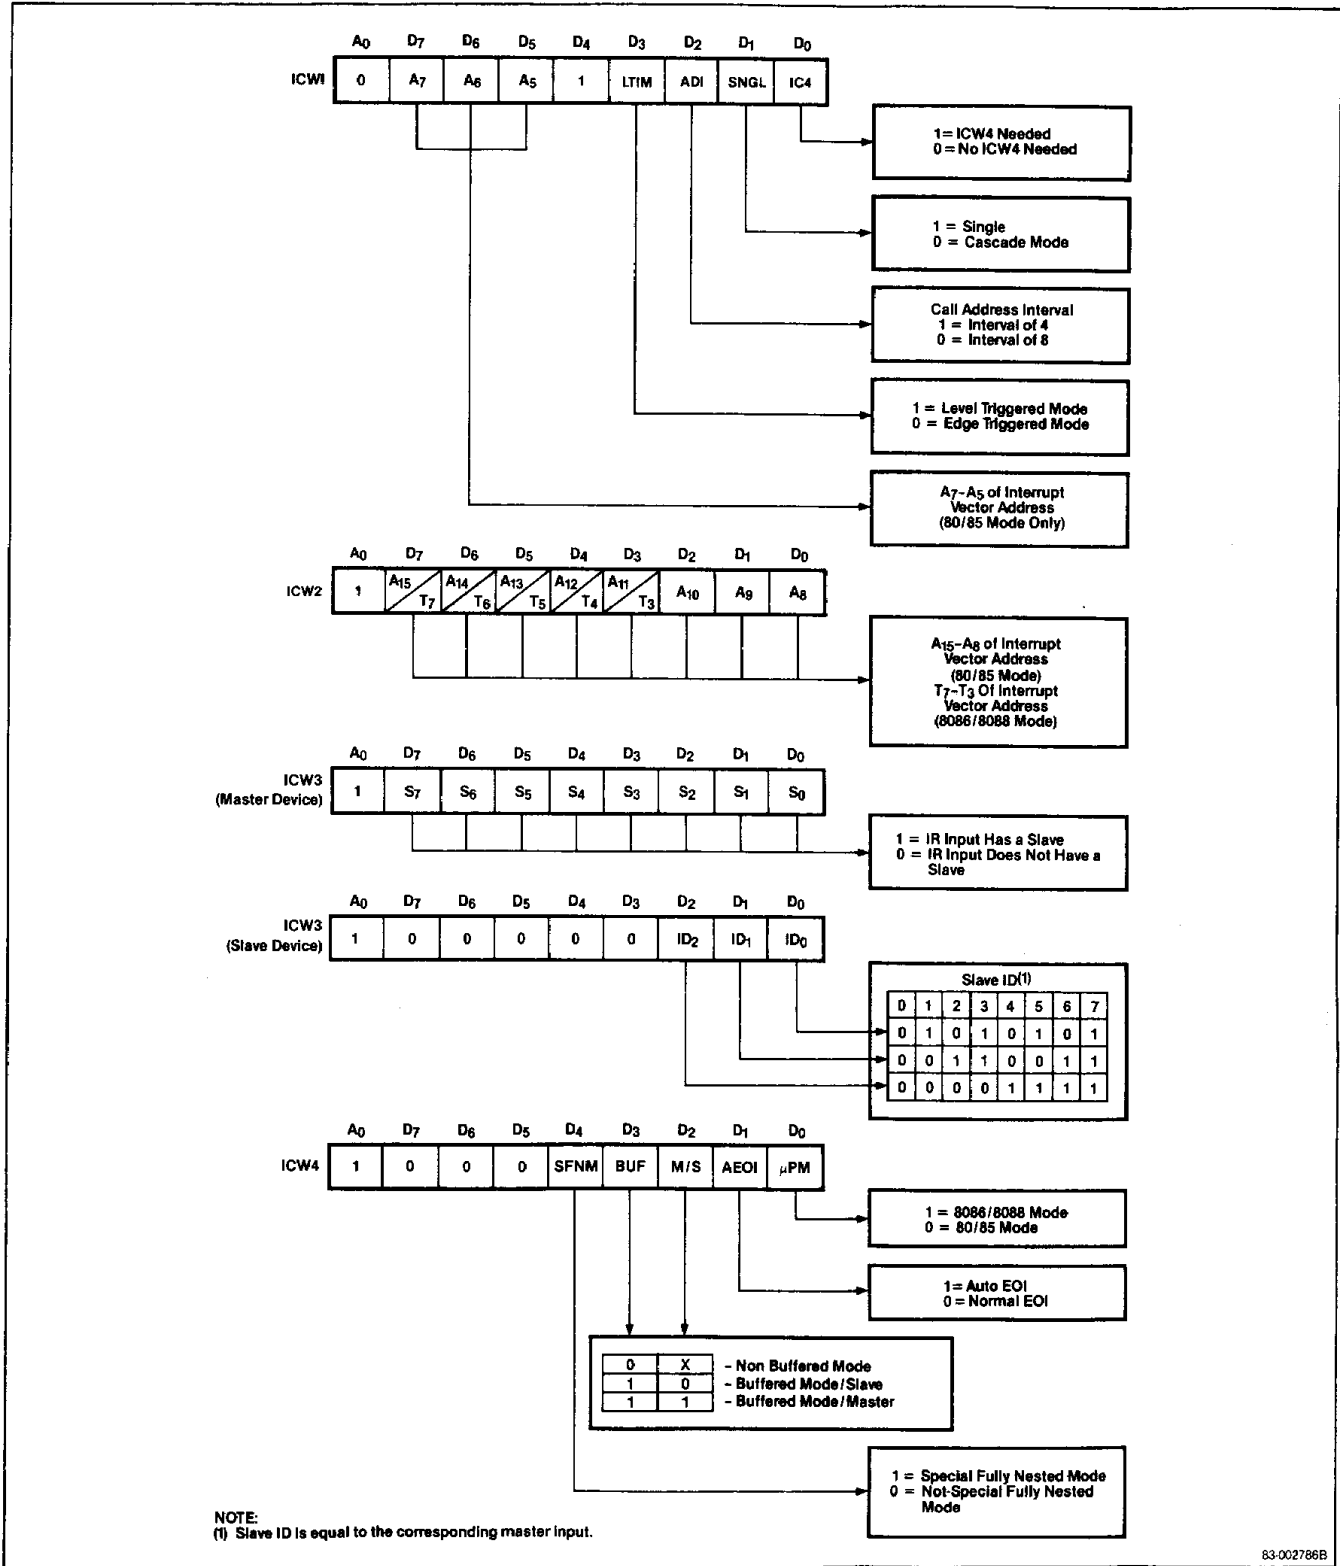 A0 D7 D6 D5 D4 D3 D2 D1 D0
ICWI 0 A7 A6 A5 1 LTIM ADI SNGL IC4
1= ICW4 Needed
0= No ICW4 Needed
1 = Single
0 = Cascade Mode
Call Address Interval
1 = Interval of 4
0 = Interval of 8
1 = Level Triggered Mode
0 = Edge Triggered Mode
A7-A5 of Interrupt
Vector Address
(80/85 Mode Only)
A0 D7 D6 D5 D4 D3 D2 D1 D0
ICW2 1 A15/T7 A14/T6 A13/T5 A12/T4 A11/T3 A10 A9 A8
A15-A8 of Interrupt
Vector Address
(80/85 Mode)
T7-T3 Of Interrupt
Vector Address
(8086/8088 Mode)
A0 D7 D6 D5 D4 D3 D2 D1 D0
ICW3
(Master Device)
1 S7 S6 S5 S4 S3 S2 S1 S0
1 = IR Input Has a Slave
0 = IR Input Does Not Have a
Slave
A0 D7 D6 D5 D4 D3 D2 D1 D0
ICW3
(Slave Device)
1 0 0 0 0 0 ID2 ID1 ID0
Slave ID(1)
0 1 2 3 4 5 6 7
0 1 0 1 0 1 0 1
0 0 1 1 0 0 1 1
0 0 0 0 1 1 1 1
A0 D7 D6 D5 D4 D3 D2 D1 D0
ICW4 1 0 0 0 SFNM BUF M/S AEOI μPM
1 = 8086/8088 Mode
0 = 80/85 Mode
1= Auto EOI
0 = Normal EOI
0 X - Non Buffered Mode
1 0 - Buffered Mode/Slave
1 1 - Buffered Mode/Master
1 = Special Fully Nested Mode
0 = Not-Special Fully Nested
Mode
NOTE:
(1) Slave ID is equal to the corresponding master input.
83-002786B